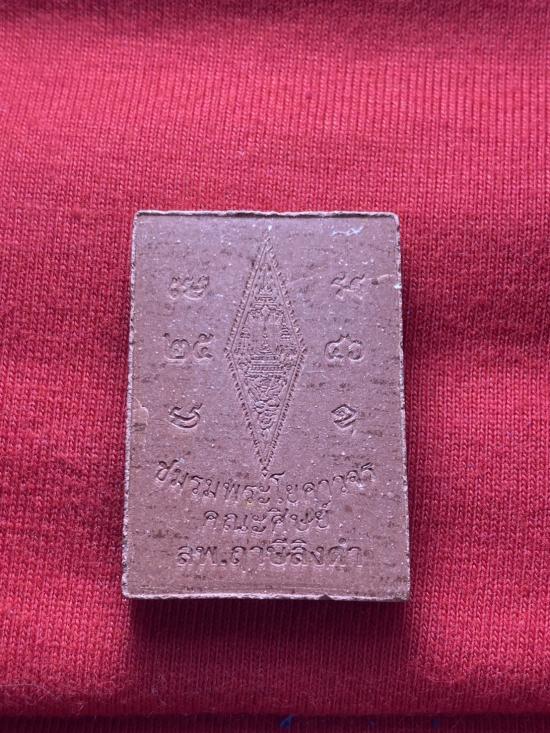 ๒๕ ๔๖
ชมรมพระโยคาวจร
คณะศิษย์
ลพ.ฤาษีลิงดำ